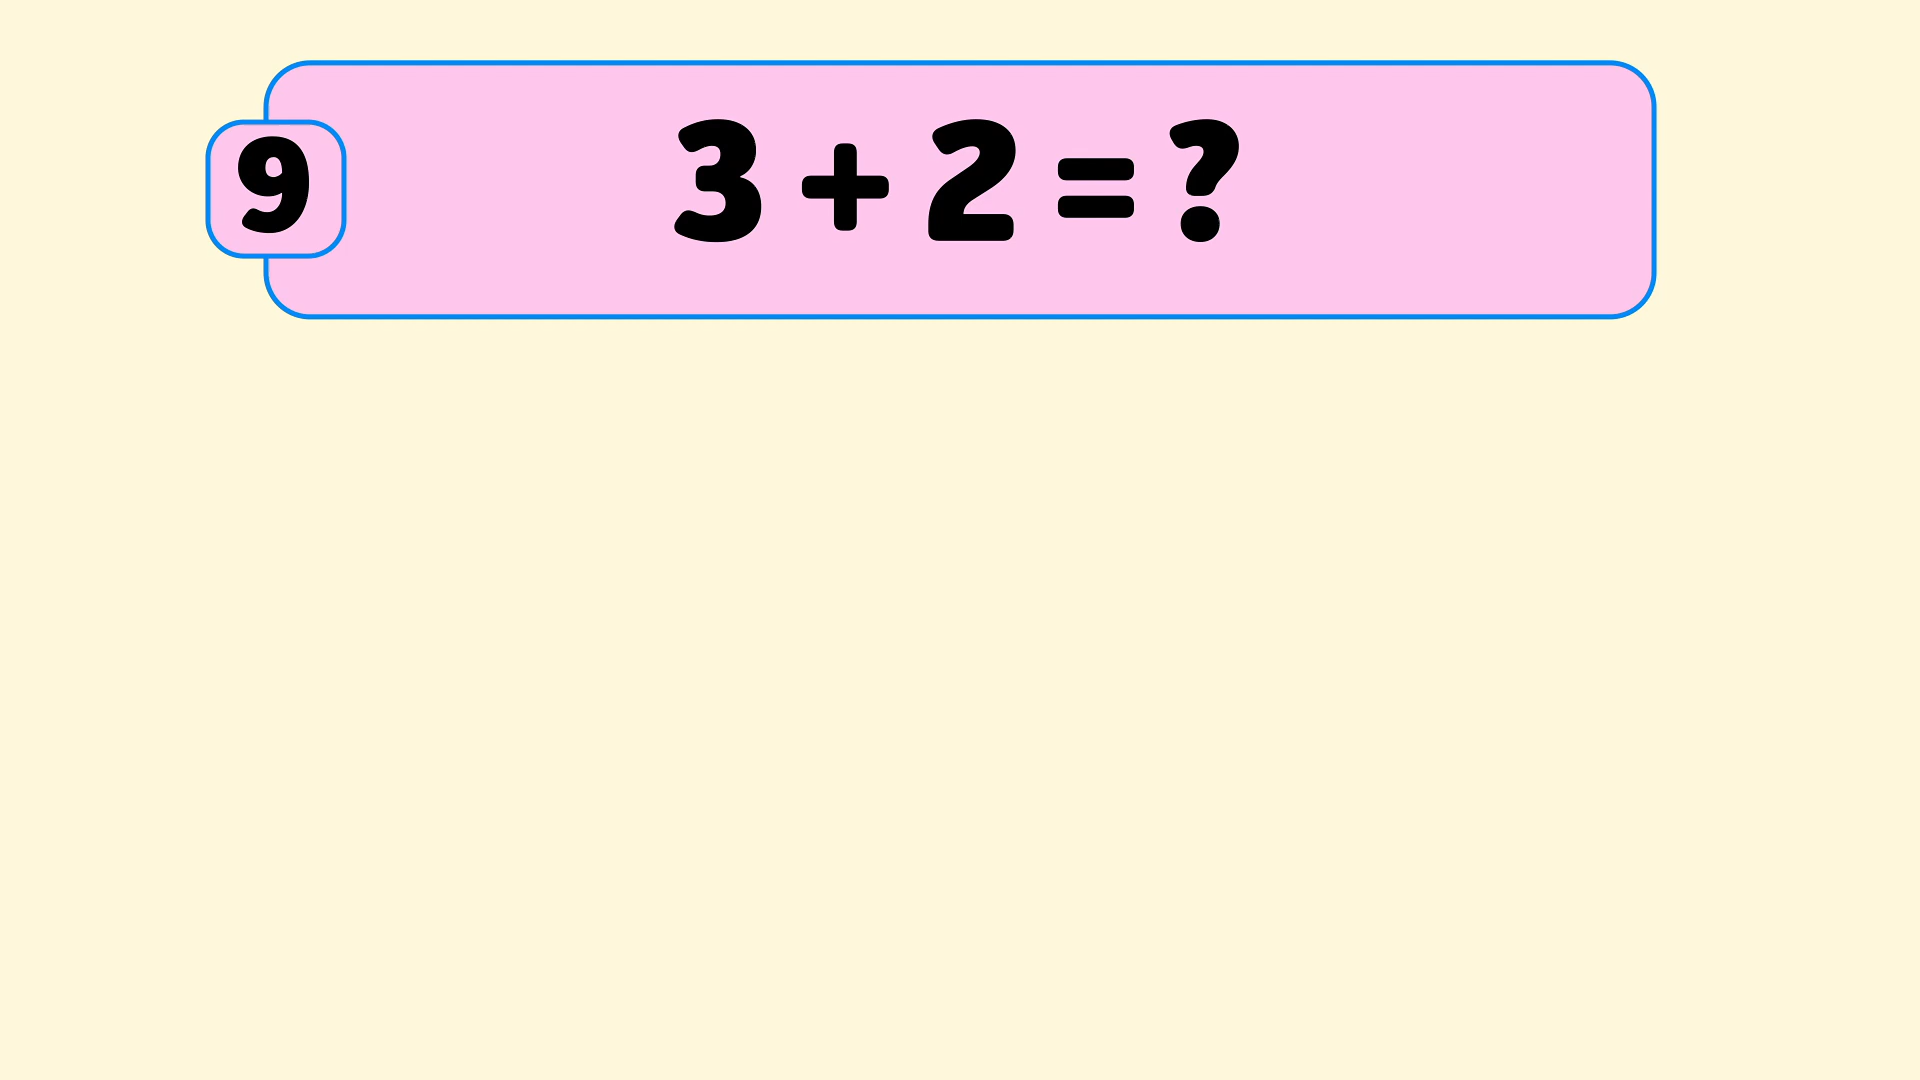 9
3 + 2 = ?